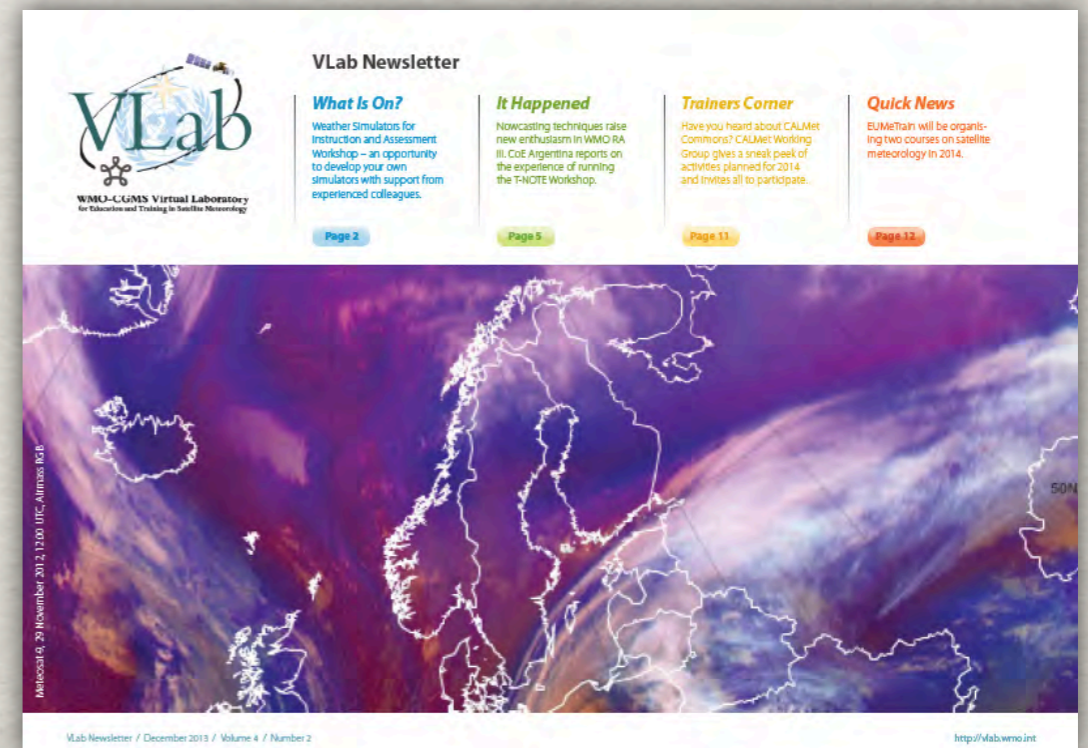 VLab
WMO-CGMS Virtual Laboratory
for Education and Training in Satellite Meteorology
VLab Newsletter
What Is On?
Weather Simulators for
Instruction and Assessment
Workshop – an opportunity
to develop your own
simulators with support from
experienced colleagues.
Page 2
It Happened
Nowcasting techniques raise
new enthusiasm in WMO RA
III. CoE Argentina reports on
the experience of running
the T-NOTE Workshop.
Page 5
Trainers Corner
Have you heard about CALMet
Commons? CALMet Working
Group gives a sneak peek of
activities planned for 2014
and invites all to participate.
Page 11
Quick News
EUMeTrain will be organis-
ing two courses on satellite
meteorology in 2014.
Page 12
50N
Meteosat 9, 29 November 2012, 12:00 UTC, Airmass RGB
VLab Newsletter / December 2013 / Volume 4 / Number 2
http://vlab.wmo.int